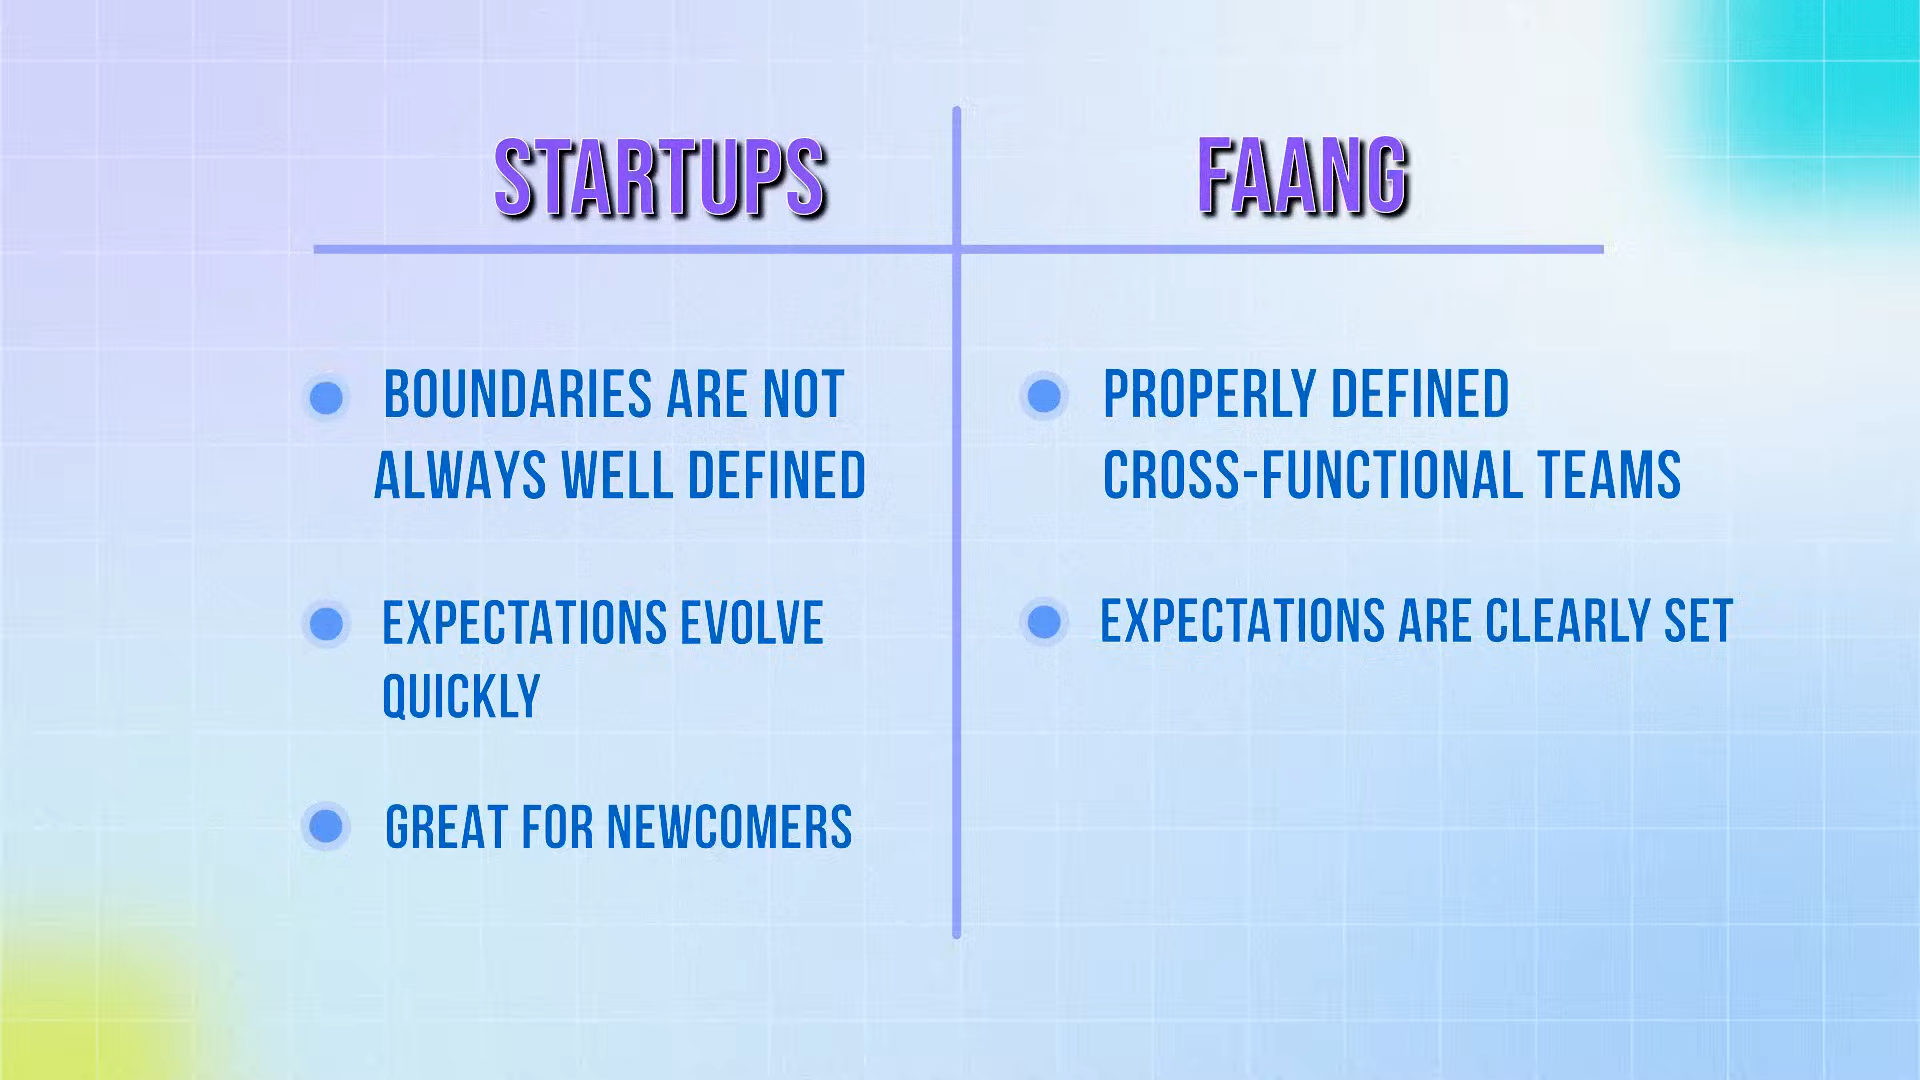 STARTUPS
BOUNDARIES ARE NOT
ALWAYS WELL DEFINED
EXPECTATIONS EVOLVE
QUICKLY
GREAT FOR NEWCOMERS
FAANG
PROPERLY DEFINED
CROSS-FUNCTIONAL TEAMS
EXPECTATIONS ARE CLEARLY SET